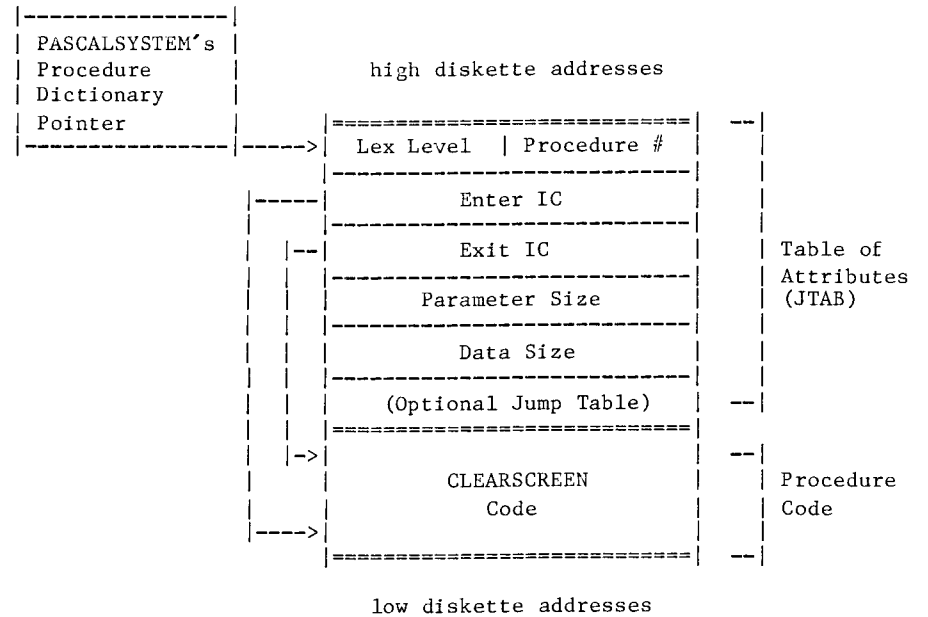 PASCALSYSTEM's
Procedure
Dictionary
Pointer
high diskette addresses
Lex Level | Procedure #
Enter IC
Exit IC
Parameter Size
Data Size
(Optional Jump Table)
Table of
Attributes
(JTAB)
CLEARSCREEN
Code
Procedure
Code
low diskette addresses